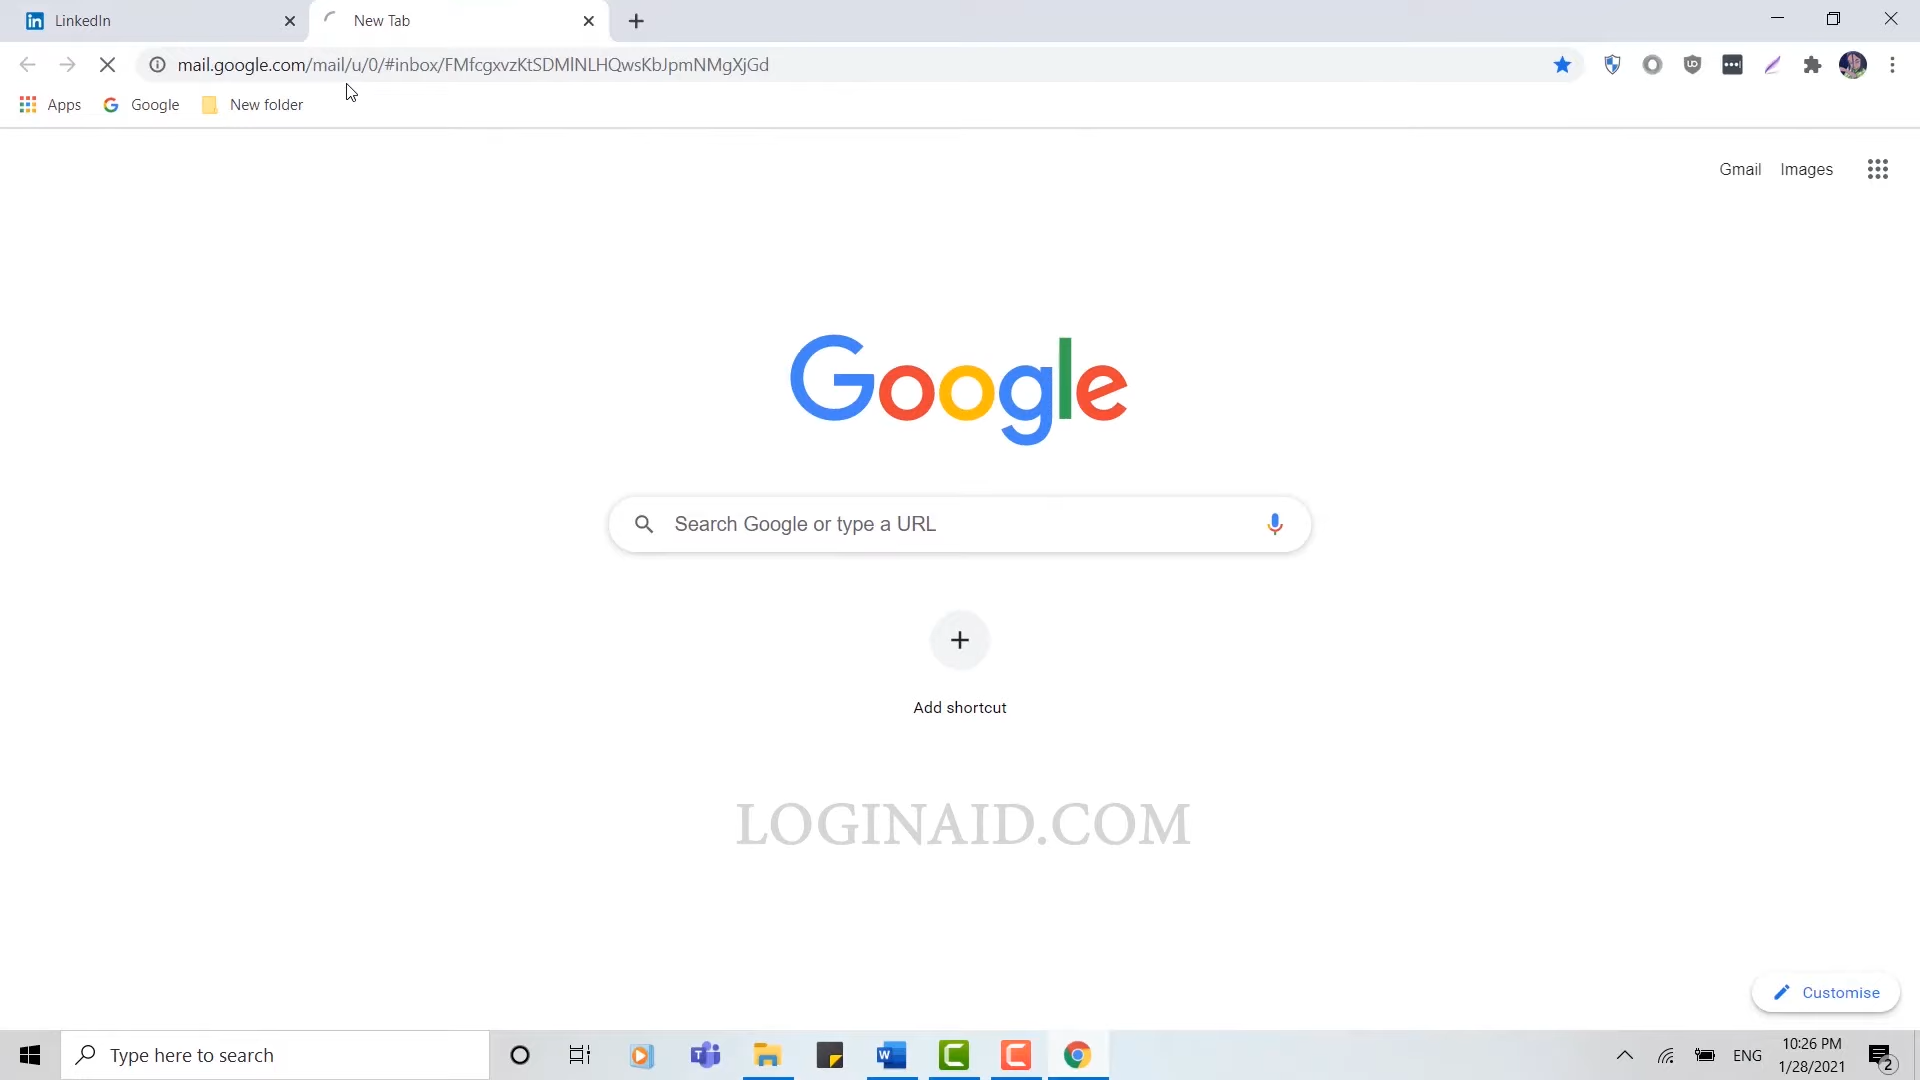 LinkedIn
New Tab
mail.google.com/mail/u/0/#inbox/FMfcgxvzKtSDMlNLHQwsKbJpmNMgXjGd
Apps Google New folder
Gmail Images
Google
Search Google or type a URL
Add shortcut
LOGINAID.COM
Customise
Type here to search
ENG
10:26 PM
1/28/2021
2